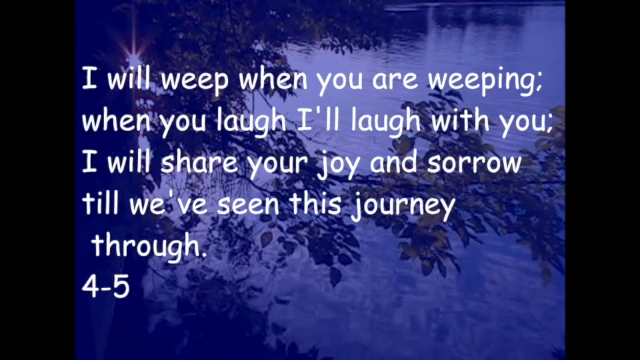 I will weep when you are weeping;
when you laugh I'll laugh with you;
I will share your joy and sorrow
till we've seen this journey
through.
4-5